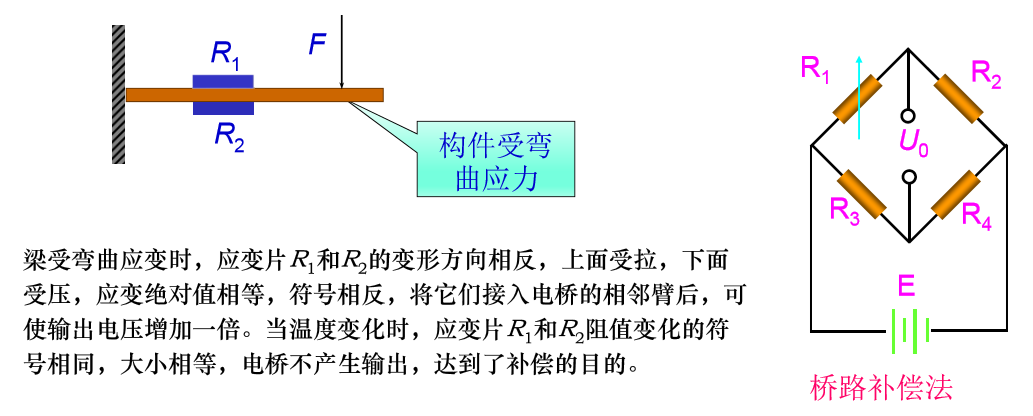 F
R1
R2
构件受弯
曲应力
梁受弯曲应变时，应变片R1和R2的变形方向相反，上面受拉，下面
受压，应变绝对值相等，符号相反，将它们接入电桥的相邻臂后，可
使输出电压增加一倍。当温度变化时，应变片R1和R2阻值变化的符
号相同，大小相等，电桥不产生输出，达到了补偿的目的。
R1
R2
U0
R3
R4
E
桥路补偿法